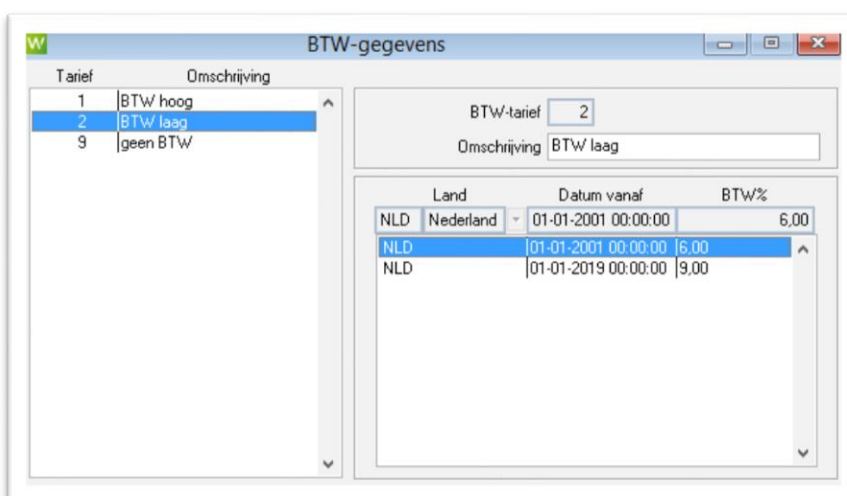 W BTW-gegevens
Tarief Omschrijving
1 BTW hoog
2 BTW laag
9 geen BTW
BTW-tarief 2
Omschrijving BTW laag
Land Datum vanaf BTW%
NLD Nederland 01-01-2001 00:00:00 6,00
NLD 01-01-2001 00:00:00 6,00
NLD 01-01-2019 00:00:00 9,00